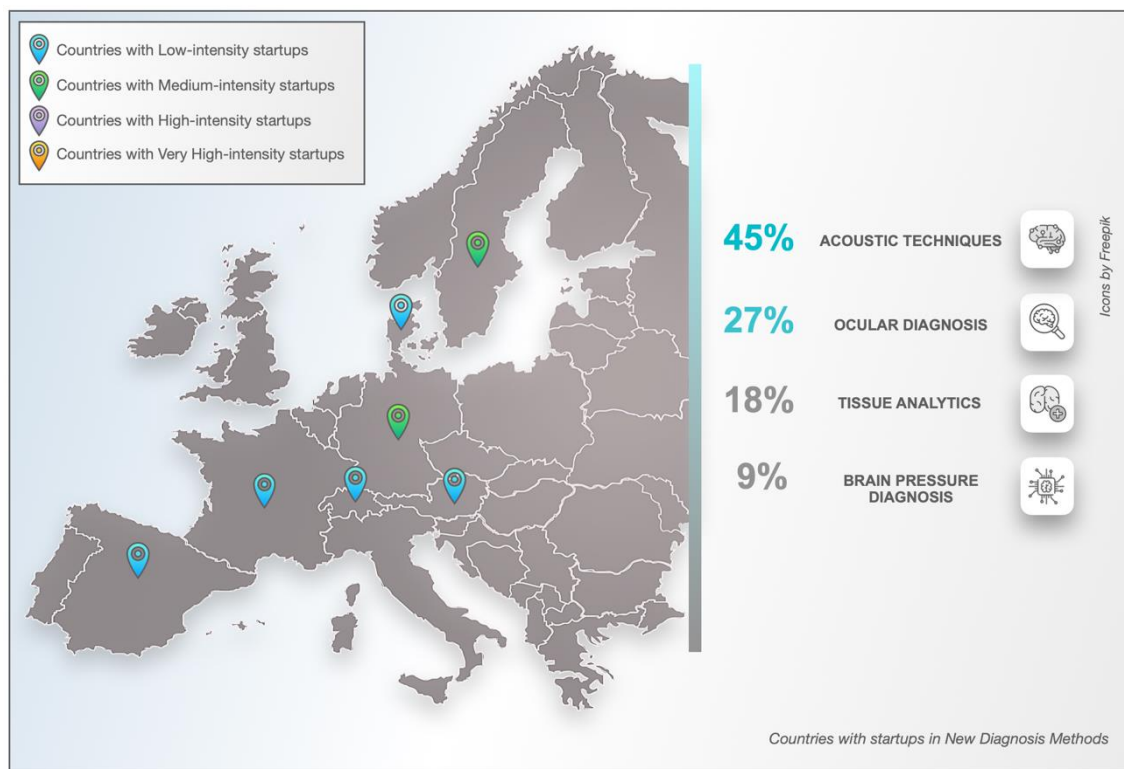 Countries with Low-intensity startups
Countries with Medium-intensity startups
Countries with High-intensity startups
Countries with Very High-intensity startups
45%
ACOUSTIC TECHNIQUES
27%
OCULAR DIAGNOSIS
18%
TISSUE ANALYTICS
9%
BRAIN PRESSURE
DIAGNOSIS
Icons by Freepik
Countries with startups in New Diagnosis Methods